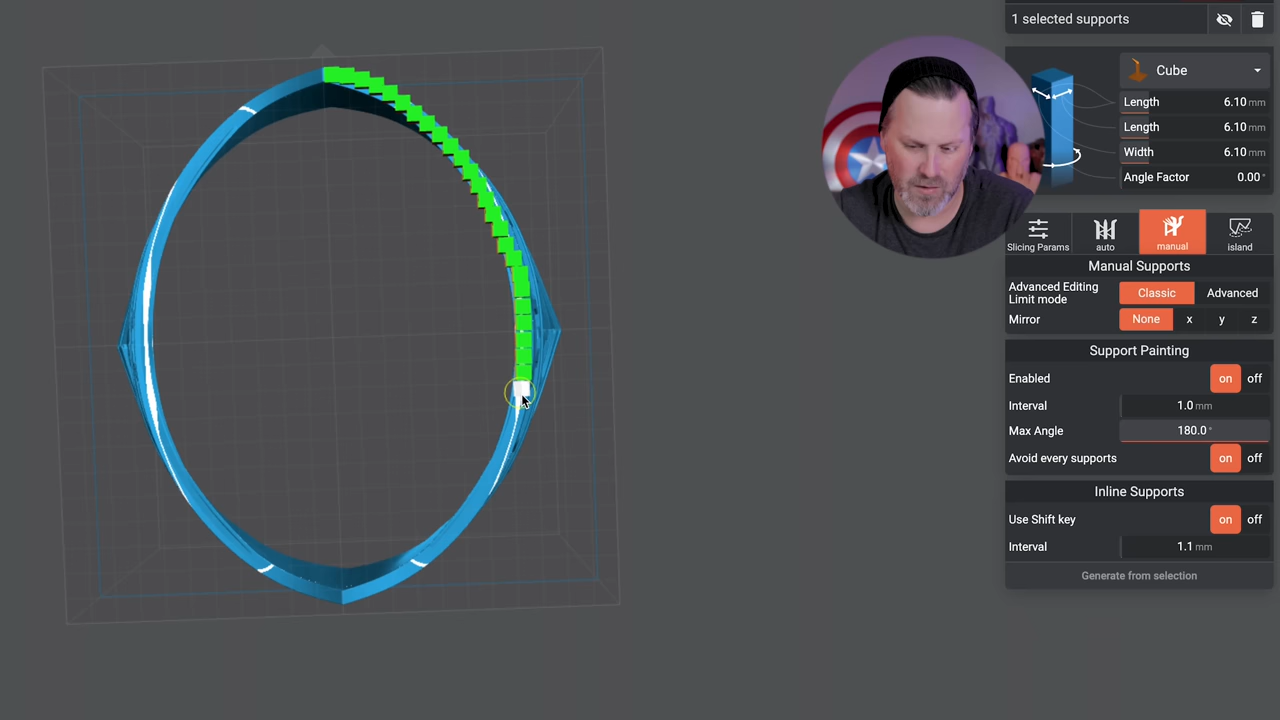 1 selected supports
Cube
Length 6.10 mm
Length 6.10 mm
Width 6.10 mm
Angle Factor 0.00 °
Slicing Params auto manual island
Manual Supports
Advanced Editing
Limit mode Classic Advanced
Mirror None x y z
Support Painting
Enabled on off
Interval 1.0 mm
Max Angle 180.0 °
Avoid every supports on off
Inline Supports
Use Shift key on off
Interval 1.1 mm
Generate from selection